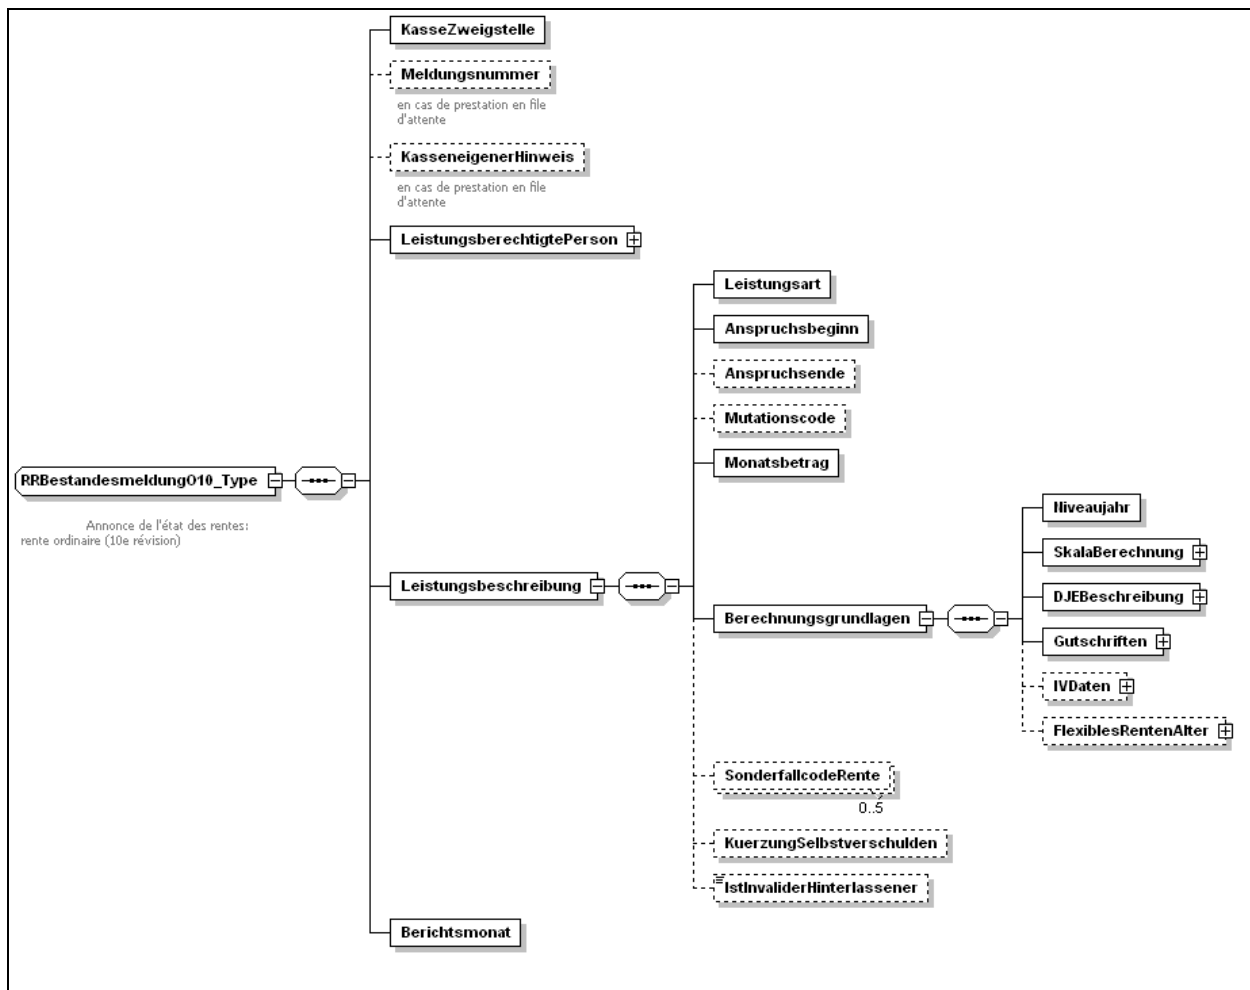 KasseZweigstelle
Meldungsnummer
en cas de prestation en file
d'attente
KasseneigenerHinweis
en cas de prestation en file
d'attente
LeistungsberechtigtePerson
Leistungsart
Anspruchsbeginn
Anspruchsende
Mutationscode
Monatsbetrag
RRBestandesmeldungO10_Type
Annonce de l'état des rentes:
rente ordinaire (10e révision)
Leistungsbeschreibung
Berechnungsgrundlagen
Niveaujahr
SkalaBerechnung
DJEBeschreibung
Gutschriften
IVDaten
FlexiblesRentenAlter
SonderfallcodeRente
0..5
KuerzungSelbstverschulden
IstInvaliderHinterlassener
Berichtsmonat